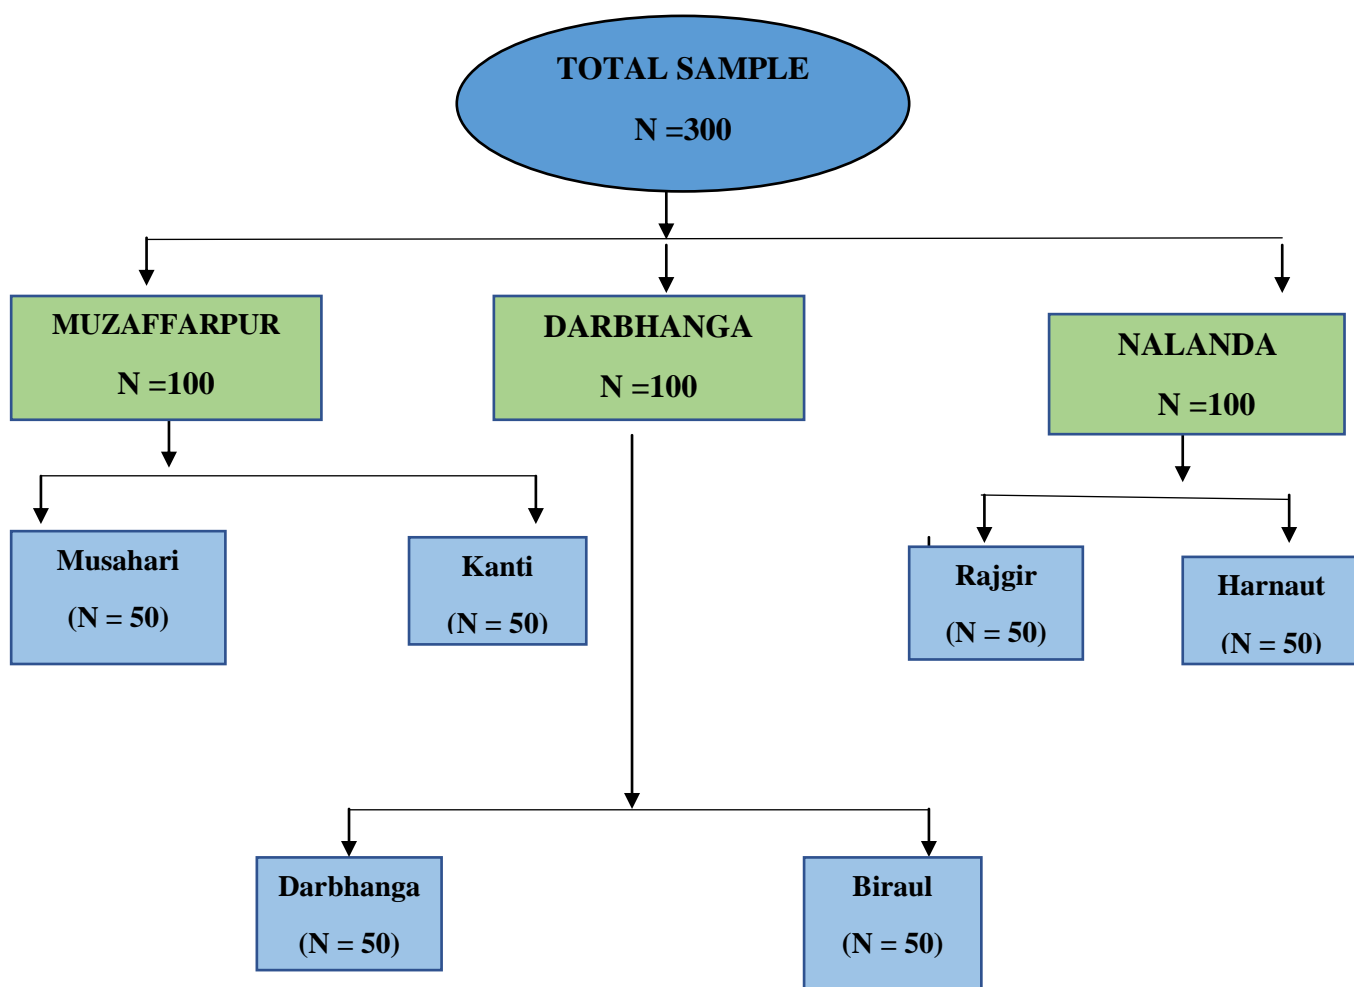 TOTAL SAMPLE
N =300
MUZAFFARPUR
N =100
DARBHANGA
N =100
NALANDA
N =100
Musahari
(N = 50)
Kanti
(N = 50)
Rajgir
(N = 50)
Harnaut
(N = 50)
Darbhanga
(N = 50)
Biraul
(N = 50)